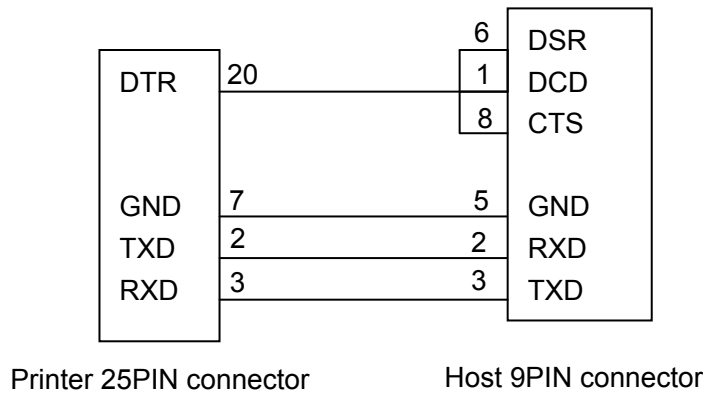 6 DSR
DTR 20 1 DCD
8 CTS
GND 7 5 GND
TXD 2 2 RXD
RXD 3 3 TXD
Printer 25PIN connector Host 9PIN connector